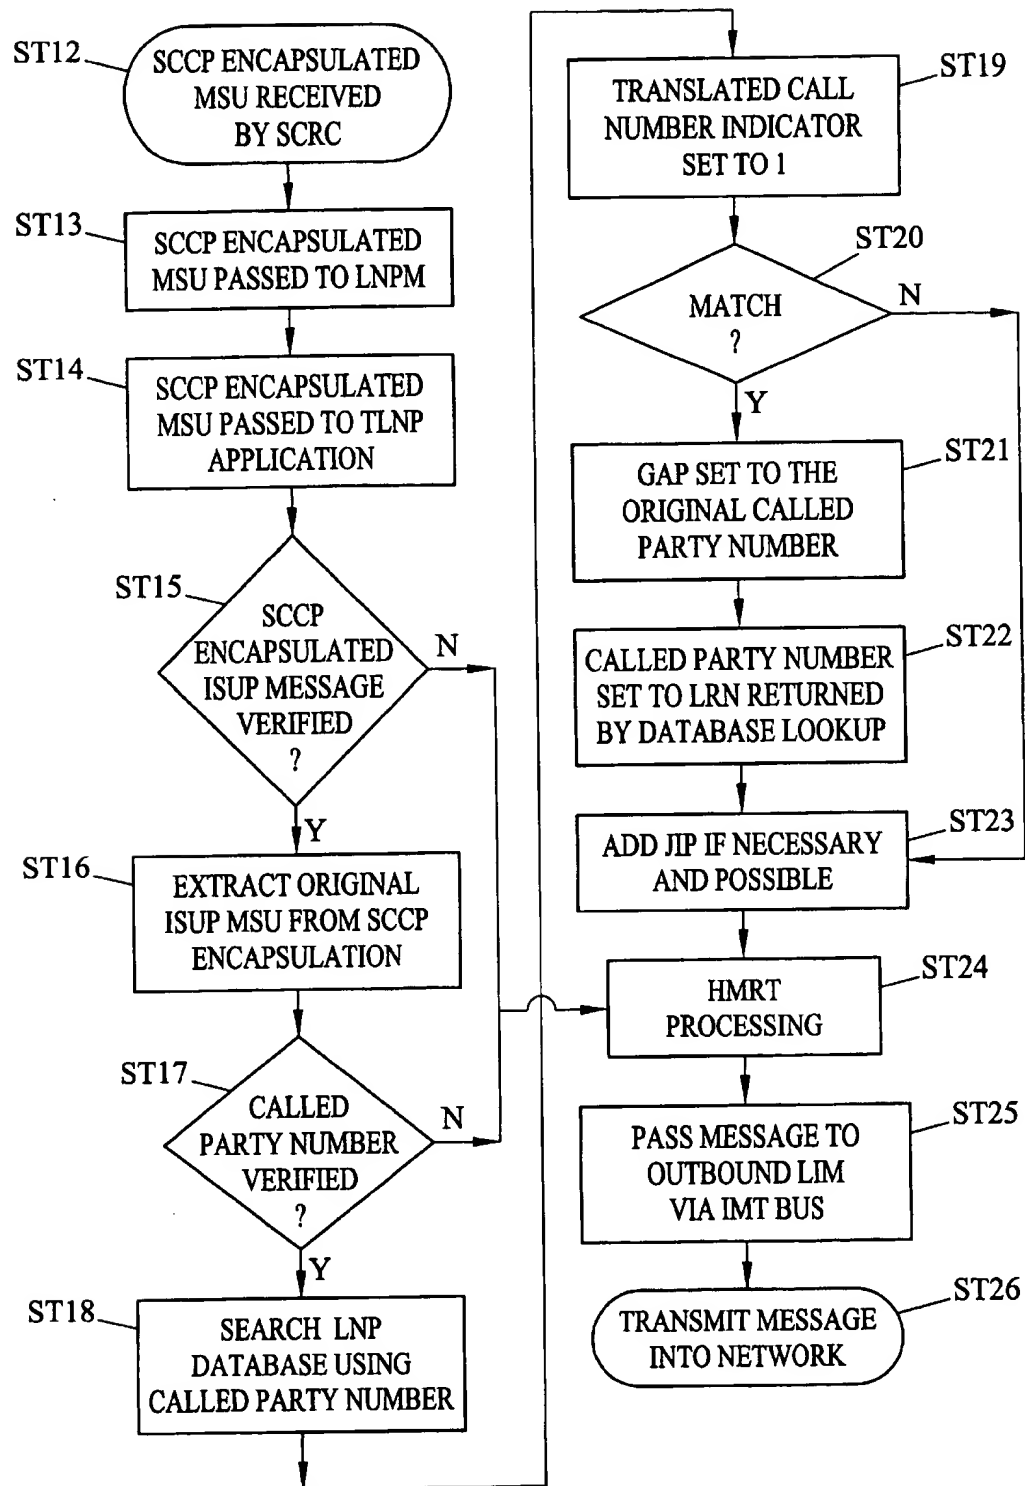 ST12
SCCP ENCAPSULATED
MSU RECEIVED
BY SCRC
ST13
SCCP ENCAPSULATED
MSU PASSED TO LNPM
ST14
SCCP ENCAPSULATED
MSU PASSED TO TLNP
APPLICATION
ST15
SCCP
ENCAPSULATED
ISUP MESSAGE
VERIFIED
?
N
Y
ST16
EXTRACT ORIGINAL
ISUP MSU FROM SCCP
ENCAPSULATION
ST17
CALLED
PARTY NUMBER
VERIFIED
?
N
Y
ST18
SEARCH LNP
DATABASE USING
CALLED PARTY NUMBER
ST19
TRANSLATED CALL
NUMBER INDICATOR
SET TO 1
ST20
MATCH
?
N
Y
ST21
GAP SET TO THE
ORIGINAL CALLED
PARTY NUMBER
ST22
CALLED PARTY NUMBER
SET TO LRN RETURNED
BY DATABASE LOOKUP
ST23
ADD JIP IF NECESSARY
AND POSSIBLE
ST24
HMRT
PROCESSING
ST25
PASS MESSAGE TO
OUTBOUND LIM
VIA IMT BUS
ST26
TRANSMIT MESSAGE
INTO NETWORK